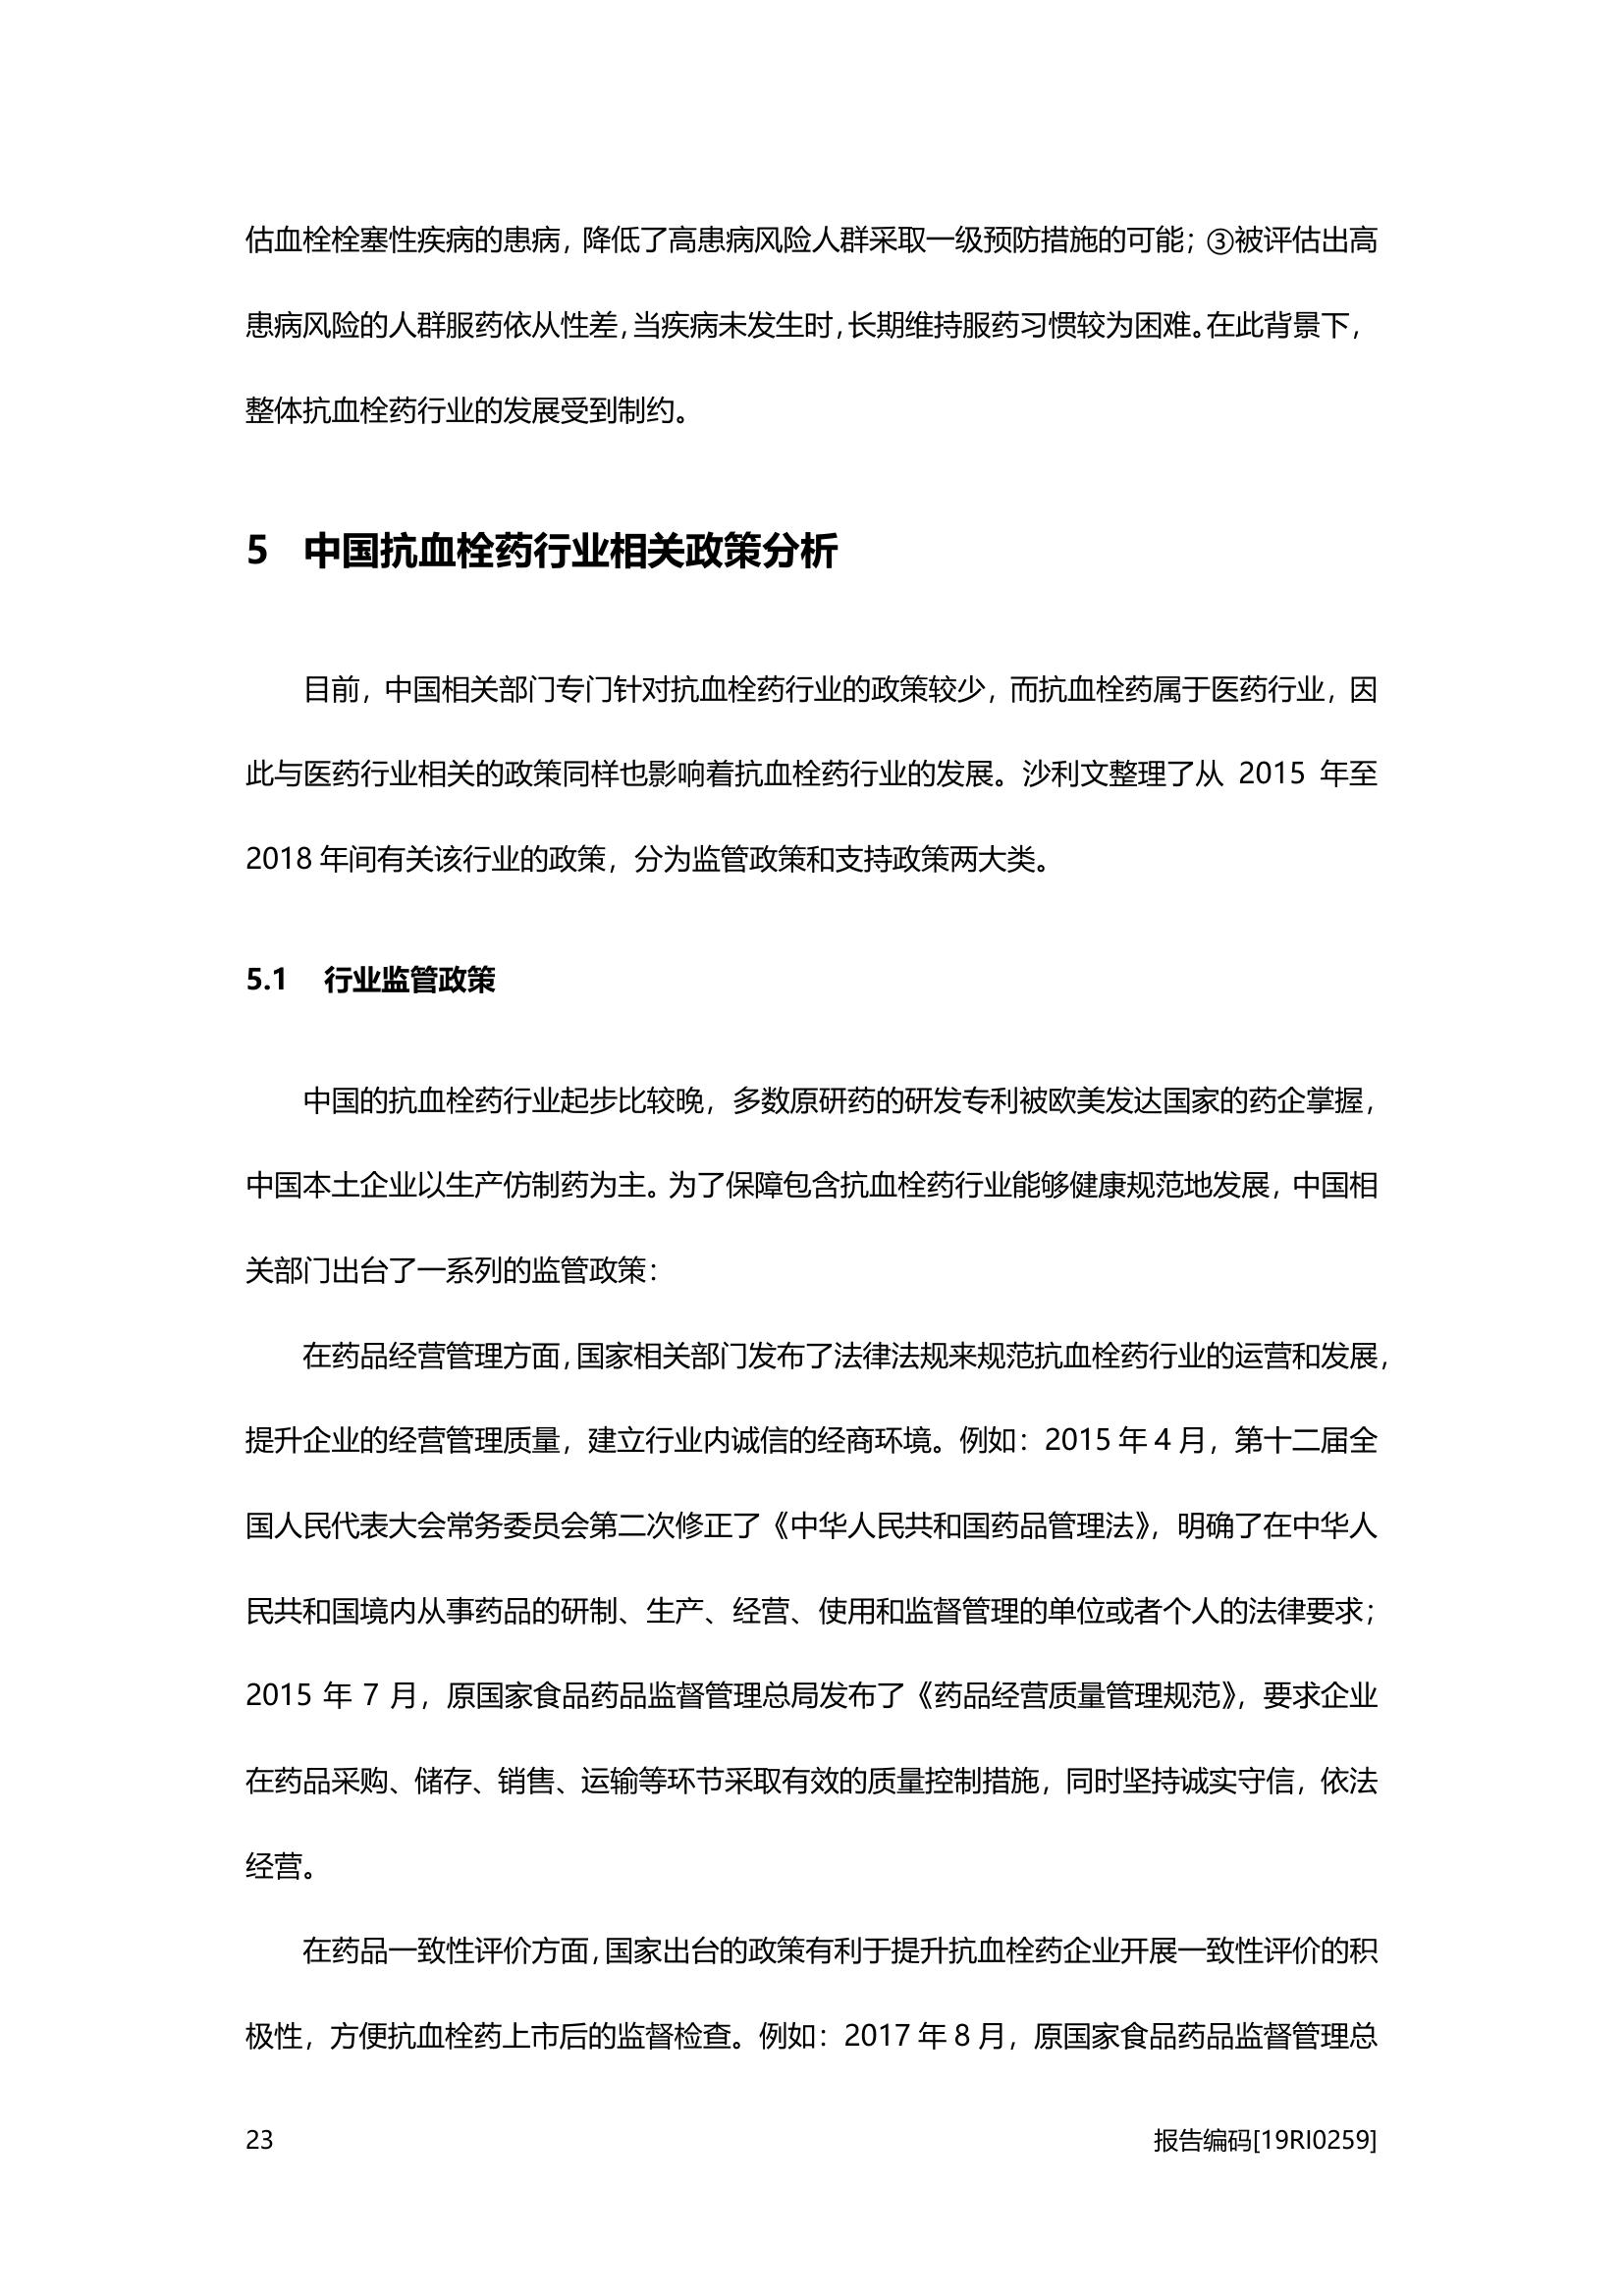 估血栓栓塞性疾病的患病，降低了高患病风险人群采取一级预防措施的可能；③被评估出高
患病风险的人群服药依从性差，当疾病未发生时，长期维持服药习惯较为困难。在此背景下，
整体抗血栓药行业的发展受到制约。
5 中国抗血栓药行业相关政策分析
目前，中国相关部门专门针对抗血栓药行业的政策较少，而抗血栓药属于医药行业，因
此与医药行业相关的政策同样也影响着抗血栓药行业的发展。沙利文整理了从 2015 年至
2018 年间有关该行业的政策，分为监管政策和支持政策两大类。
5.1 行业监管政策
中国的抗血栓药行业起步比较晚，多数原研药的研发专利被欧美发达国家的药企掌握，
中国本土企业以生产仿制药为主。为了保障包含抗血栓药行业能够健康规范地发展，中国相
关部门出台了一系列的监管政策：
在药品经营管理方面，国家相关部门发布了法律法规来规范抗血栓药行业的运营和发展，
提升企业的经营管理质量，建立行业内诚信的经商环境。例如：2015 年 4 月，第十二届全
国人民代表大会常务委员会第二次修正了《中华人民共和国药品管理法》，明确了在中华人
民共和国境内从事药品的研制、生产、经营、使用和监督管理的单位或者个人的法律要求；
2015 年 7 月，原国家食品药品监督管理总局发布了《药品经营质量管理规范》，要求企业
在药品采购、储存、销售、运输等环节采取有效的质量控制措施，同时坚持诚实守信，依法
经营。
在药品一致性评价方面，国家出台的政策有利于提升抗血栓药企业开展一致性评价的积
极性，方便抗血栓药上市后的监督检查。例如：2017 年 8 月，原国家食品药品监督管理总
23 报告编码[19RI0259]